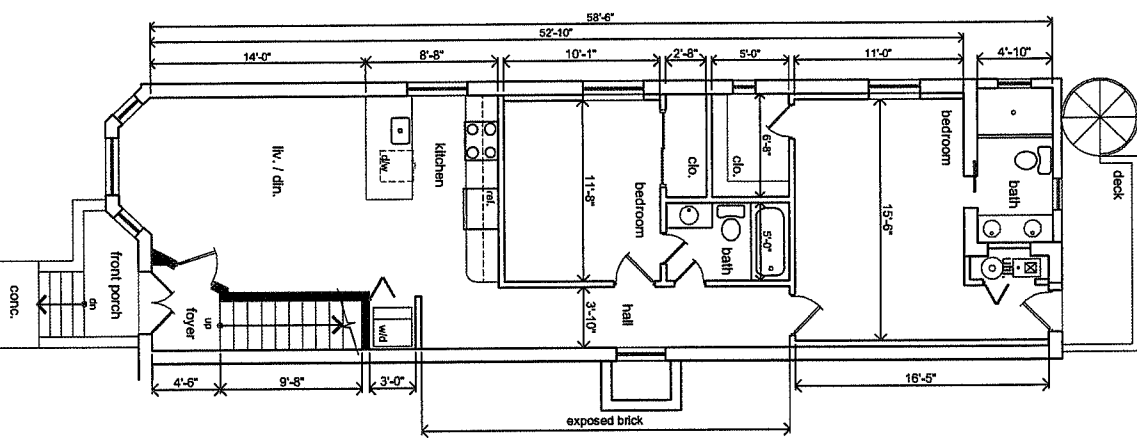 58'-6"
52'-10"
14'-0"
8'-8"
10'-1"
2'-8"
5'-0"
11'-0"
4'-10"
kitchen
d/w
ref.
liv. / din.
bedroom
11'-8"
clo.
clo.
6'-8"
bedroom
15'-6"
bath
deck
bath
5'-0"
front porch
dn
conc.
foyer
up
w/d
hall
3'-10"
4'-6"
9'-8"
3'-0"
16'-5"
exposed brick